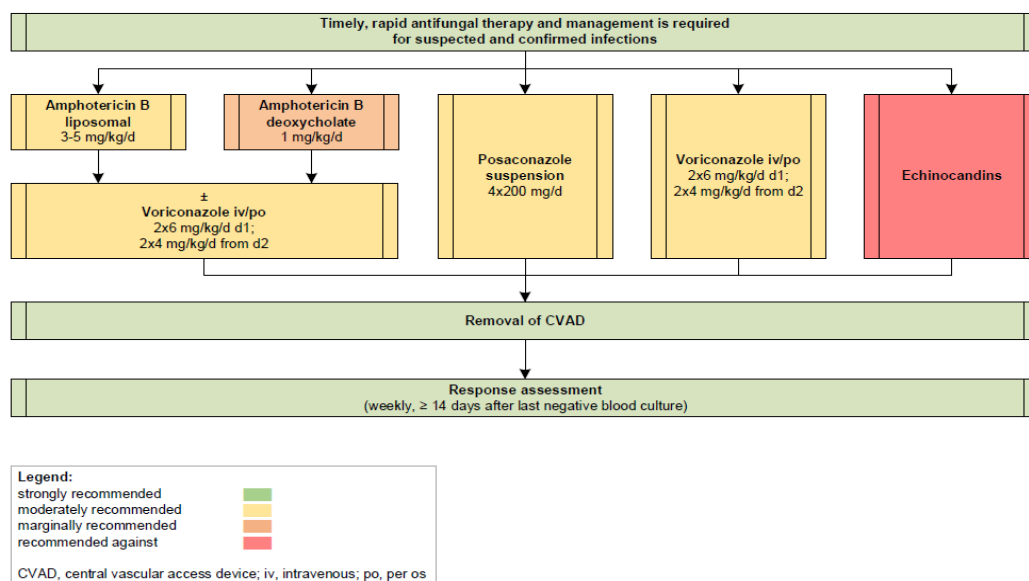 Timely, rapid antifungal therapy and management is required
for suspected and confirmed infections
Amphotericin B
liposomal
3-5 mg/kg/d
Amphotericin B
deoxycholate
1 mg/kg/d
Posaconazole
suspension
4x200 mg/d
Voriconazole iv/po
2x6 mg/kg/d d1;
2x4 mg/kg/d from d2
Echinocandins
±
Voriconazole iv/po
2x6 mg/kg/d d1;
2x4 mg/kg/d from d2
Removal of CVAD
Response assessment
(weekly, ≥ 14 days after last negative blood culture)
Legend:
strongly recommended
moderately recommended
marginally recommended
recommended against
CVAD, central vascular access device; iv, intravenous; po, per os